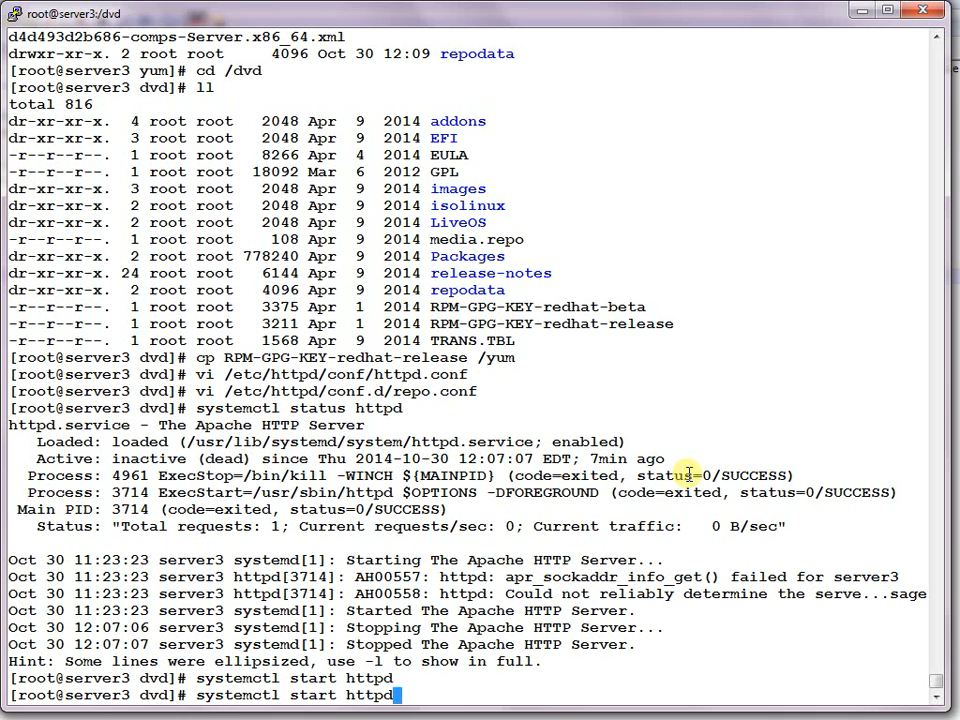 root@server3:/dvd
d4d493d2b686-comps-Server.x86_64.xml
drwxr-xr-x. 2 root root     4096 Oct 30 12:09 repodata
[root@server3 yum]# cd /dvd
[root@server3 dvd]# ll
total 816
dr-xr-xr-x.  4 root root   2048 Apr  9  2014 addons
dr-xr-xr-x.  3 root root   2048 Apr  9  2014 EFI
-r--r--r--.  1 root root   8266 Apr  4  2014 EULA
-r--r--r--.  1 root root  18092 Mar  6  2012 GPL
dr-xr-xr-x.  3 root root   2048 Apr  9  2014 images
dr-xr-xr-x.  2 root root   2048 Apr  9  2014 isolinux
dr-xr-xr-x.  2 root root   2048 Apr  9  2014 LiveOS
-r--r--r--.  1 root root    108 Apr  9  2014 media.repo
dr-xr-xr-x.  2 root root 778240 Apr  9  2014 Packages
dr-xr-xr-x. 24 root root   6144 Apr  9  2014 release-notes
dr-xr-xr-x.  2 root root   4096 Apr  9  2014 repodata
-r--r--r--.  1 root root   3375 Apr  1  2014 RPM-GPG-KEY-redhat-beta
-r--r--r--.  1 root root   3211 Apr  1  2014 RPM-GPG-KEY-redhat-release
-r--r--r--.  1 root root   1568 Apr  9  2014 TRANS.TBL
[root@server3 dvd]# cp RPM-GPG-KEY-redhat-release /yum
[root@server3 dvd]# vi /etc/httpd/conf/httpd.conf
[root@server3 dvd]# vi /etc/httpd/conf.d/repo.conf
[root@server3 dvd]# systemctl status httpd
httpd.service - The Apache HTTP Server
   Loaded: loaded (/usr/lib/systemd/system/httpd.service; enabled)
   Active: inactive (dead) since Thu 2014-10-30 12:07:07 EDT; 7min ago
  Process: 4961 ExecStop=/bin/kill -WINCH ${MAINPID} (code=exited, status=0/SUCCESS)
  Process: 3714 ExecStart=/usr/sbin/httpd $OPTIONS -DFOREGROUND (code=exited, status=0/SUCCESS)
 Main PID: 3714 (code=exited, status=0/SUCCESS)
   Status: "Total requests: 1; Current requests/sec: 0; Current traffic:   0 B/sec"
Oct 30 11:23:23 server3 systemd[1]: Starting The Apache HTTP Server...
Oct 30 11:23:23 server3 httpd[3714]: AH00557: httpd: apr_sockaddr_info_get() failed for server3
Oct 30 11:23:23 server3 httpd[3714]: AH00558: httpd: Could not reliably determine the serve...sage
Oct 30 11:23:23 server3 systemd[1]: Started The Apache HTTP Server.
Oct 30 12:07:06 server3 systemd[1]: Stopping The Apache HTTP Server...
Oct 30 12:07:07 server3 systemd[1]: Stopped The Apache HTTP Server.
Hint: Some lines were ellipsized, use -l to show in full.
[root@server3 dvd]# systemctl start httpd
[root@server3 dvd]# systemctl start httpd